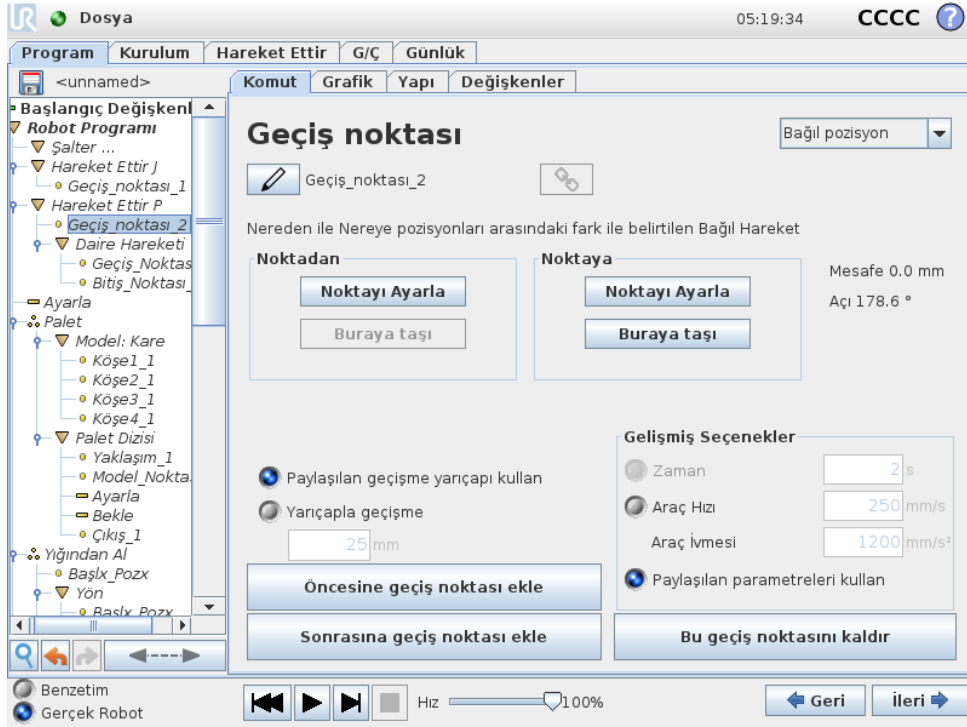 UR Dosya 05:19:34 CCCC ?
Program Kurulum Hareket Ettir G/Ç Günlük
<unnamed>
Komut Grafik Yapı Değişkenler
Başlangıç Değişkenl
Robot Programı
Şalter ...
Hareket Ettir J
Geçiş_noktası_1
Hareket Ettir P
Geçiş_noktası_2
Daire Hareketi
Geçiş_Noktas
Bitiş_Noktası_
Ayarla
Palet
Model: Kare
Köşe1_1
Köşe2_1
Köşe3_1
Köşe4_1
Palet Dizisi
Yaklaşım_1
Model_Nokta
Ayarla
Bekle
Çıkış_1
Yığından Al
Başlx_Pozx
Yön
Başlx_Pozx
Geçiş noktası
Bağıl pozisyon
Geçiş_noktası_2
Nereden ile Nereye pozisyonları arasındaki fark ile belirtilen Bağıl Hareket
Noktadan
Noktayı Ayarla
Buraya taşı
Noktaya
Noktayı Ayarla
Buraya taşı
Mesafe 0.0 mm
Açı 178.6 °
Paylaşılan geçişme yarıçapı kullan
Yarıçapla geçişme
25 mm
Gelişmiş Seçenekler
Zaman 2 s
Araç Hızı 250 mm/s
Araç İvmesi 1200 mm/s²
Paylaşılan parametreleri kullan
Öncesine geçiş noktası ekle
Sonrasına geçiş noktası ekle
Bu geçiş noktasını kaldır
Benzetim
Gerçek Robot
Hız 100%
Geri
İleri